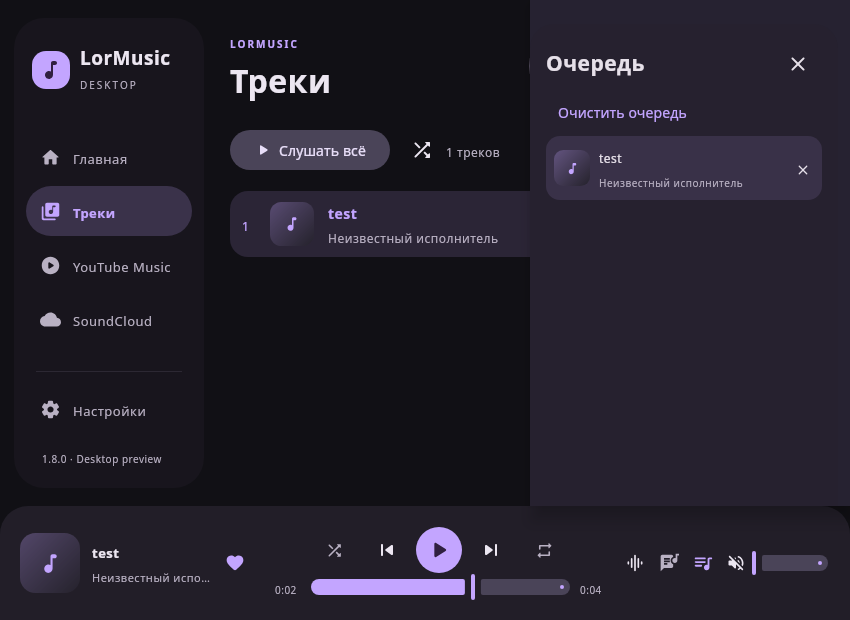 LorMusic
DESKTOP
Главная
Треки
YouTube Music
SoundCloud
Настройки
1.8.0 · Desktop preview
LORMUSIC
Треки
Слушать всё
1 треков
1
test
Неизвестный исполнитель
Очередь
Очистить очередь
test
Неизвестный исполнитель
test
Неизвестный испо...
0:02
0:04